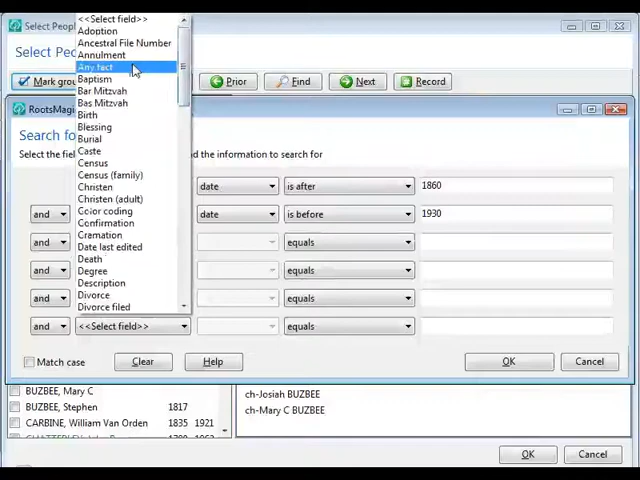 Select People
<<Select field>>
Adoption
Ancestral File Number
Annulment
Any fact
Baptism
Bar Mitzvah
Bas Mitzvah
Birth
Blessing
Burial
Caste
Census
Census (family)
Christen
Christen (adult)
Color coding
Confirmation
Cremation
Date last edited
Death
Degree
Description
Divorce
Divorce filed
Select Peo
Mark grou
Prior
Find
Next
Record
RootsMagi
Search fo
Select the fiel
d the information to search for
date is after 1860
and date is before 1930
and equals
and equals
and equals
and <<Select field>> equals
Match case Clear Help OK Cancel
BUZBEE, Mary C
BUZBEE, Stephen 1817
CARBINE, William Van Orden 1835 1921
ch-Josiah BUZBEE
ch-Mary C BUZBEE
OK Cancel